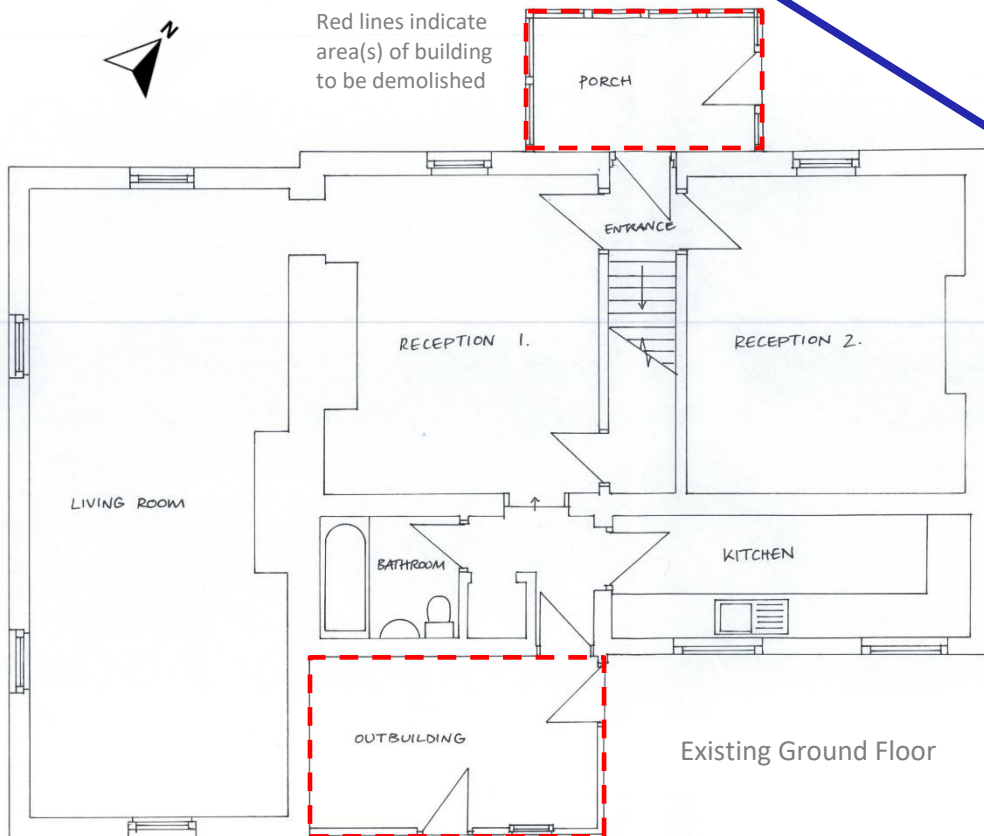 N
Red lines indicate
area(s) of building
to be demolished
PORCH
ENTRANCE
RECEPTION 1.
RECEPTION 2.
LIVING ROOM
BATHROOM
KITCHEN
OUTBUILDING
Existing Ground Floor